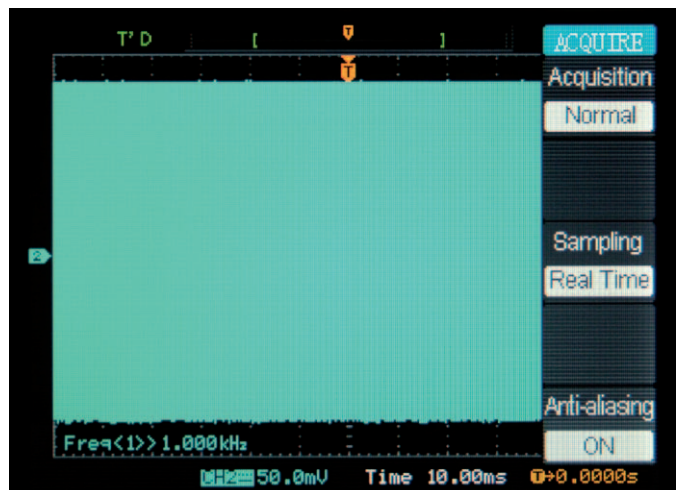 T'D [ T ] ACQUIRE
T
Acquisition
Normal
2
Sampling
Real Time
Anti-aliasing
Freq<1>>1.000kHz
ON
CH2 50.0mV Time 10.00ms T→0.0000s